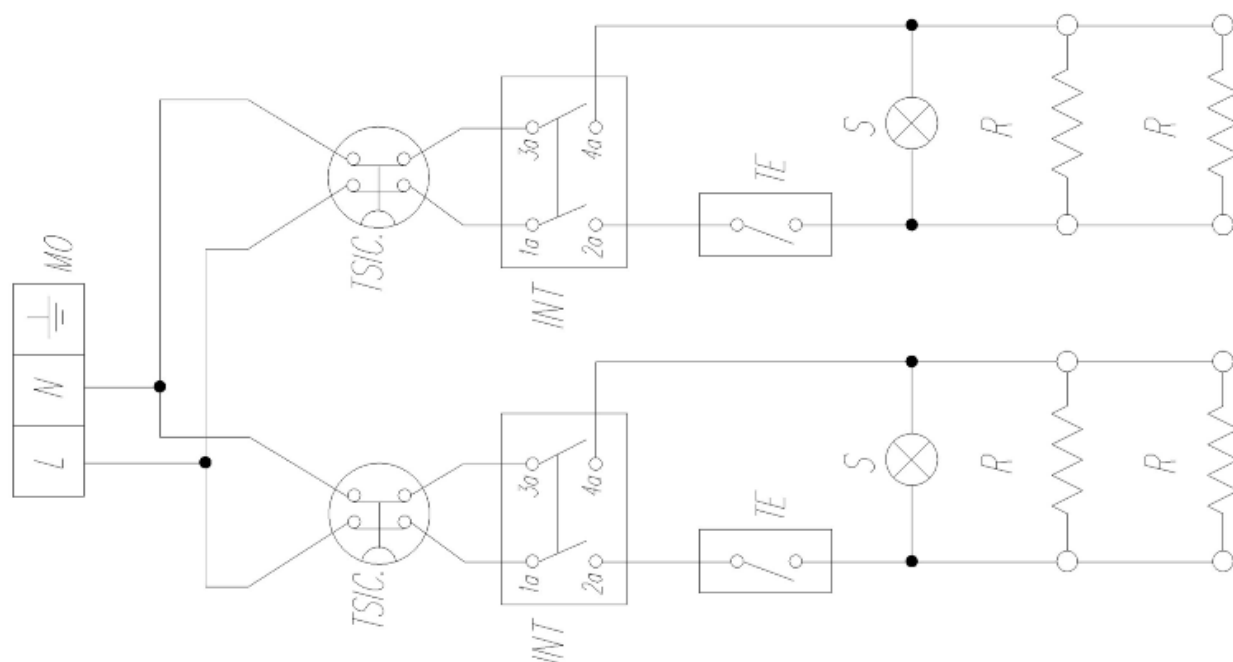 MO
L
N
TSIC.
INT
3a
4a
1a
2a
TE
S
R
R
TSIC.
INT
3a
4a
1a
2a
TE
S
R
R